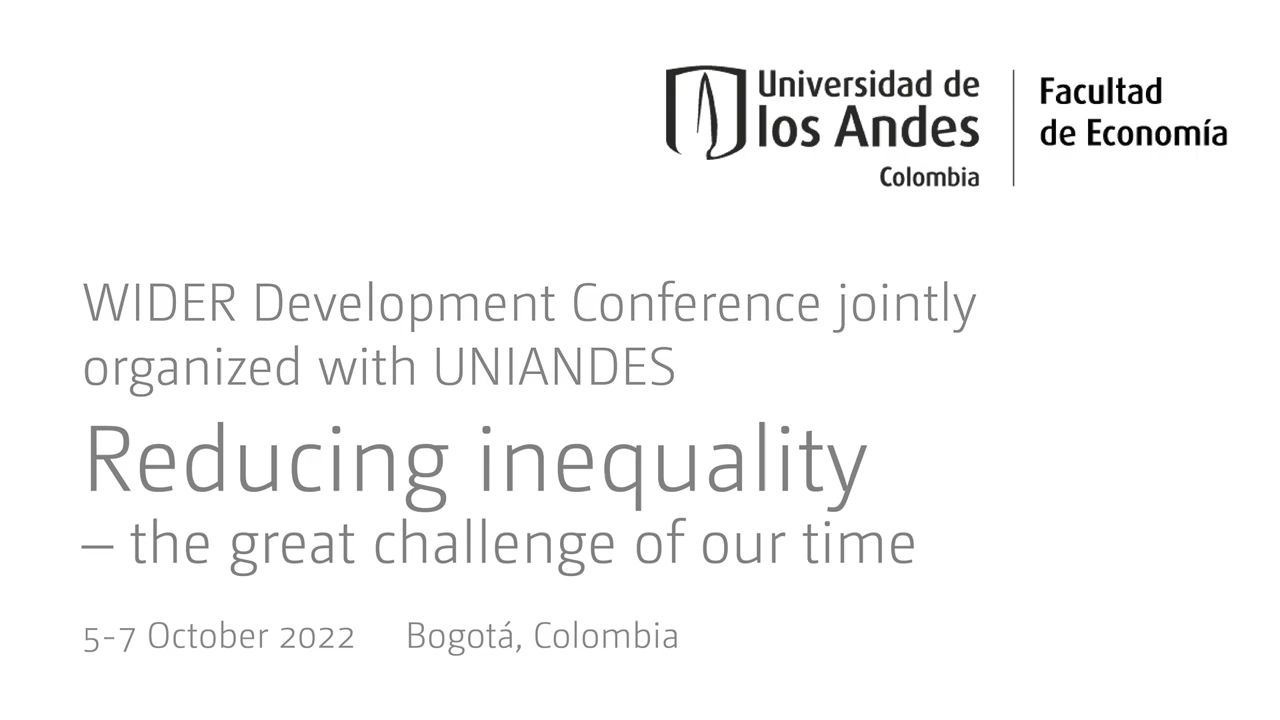 Universidad de
los Andes
Colombia
Facultad
de Economía
WIDER Development Conference jointly
organized with UNIANDES
Reducing inequality
– the great challenge of our time
5-7 October 2022 Bogotá, Colombia